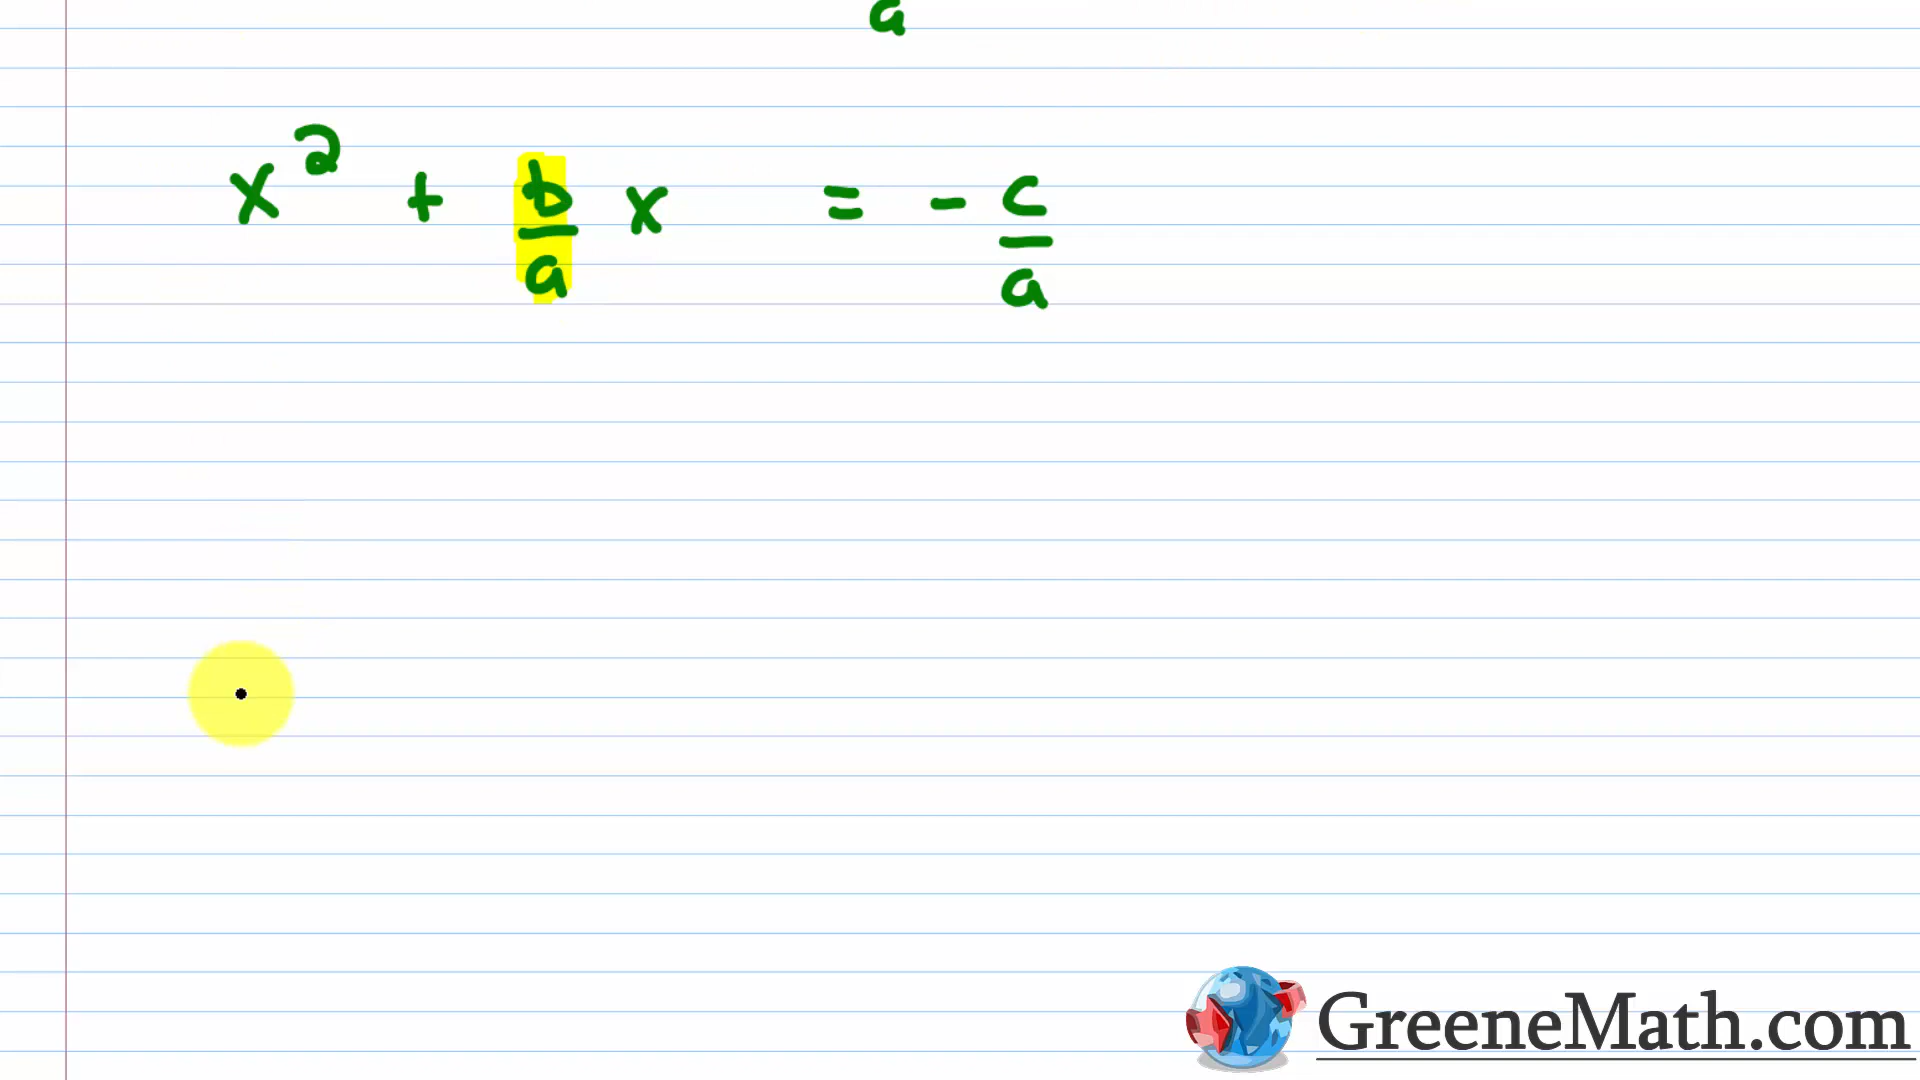 a
x² + b/a x = - c/a
GreeneMath.com